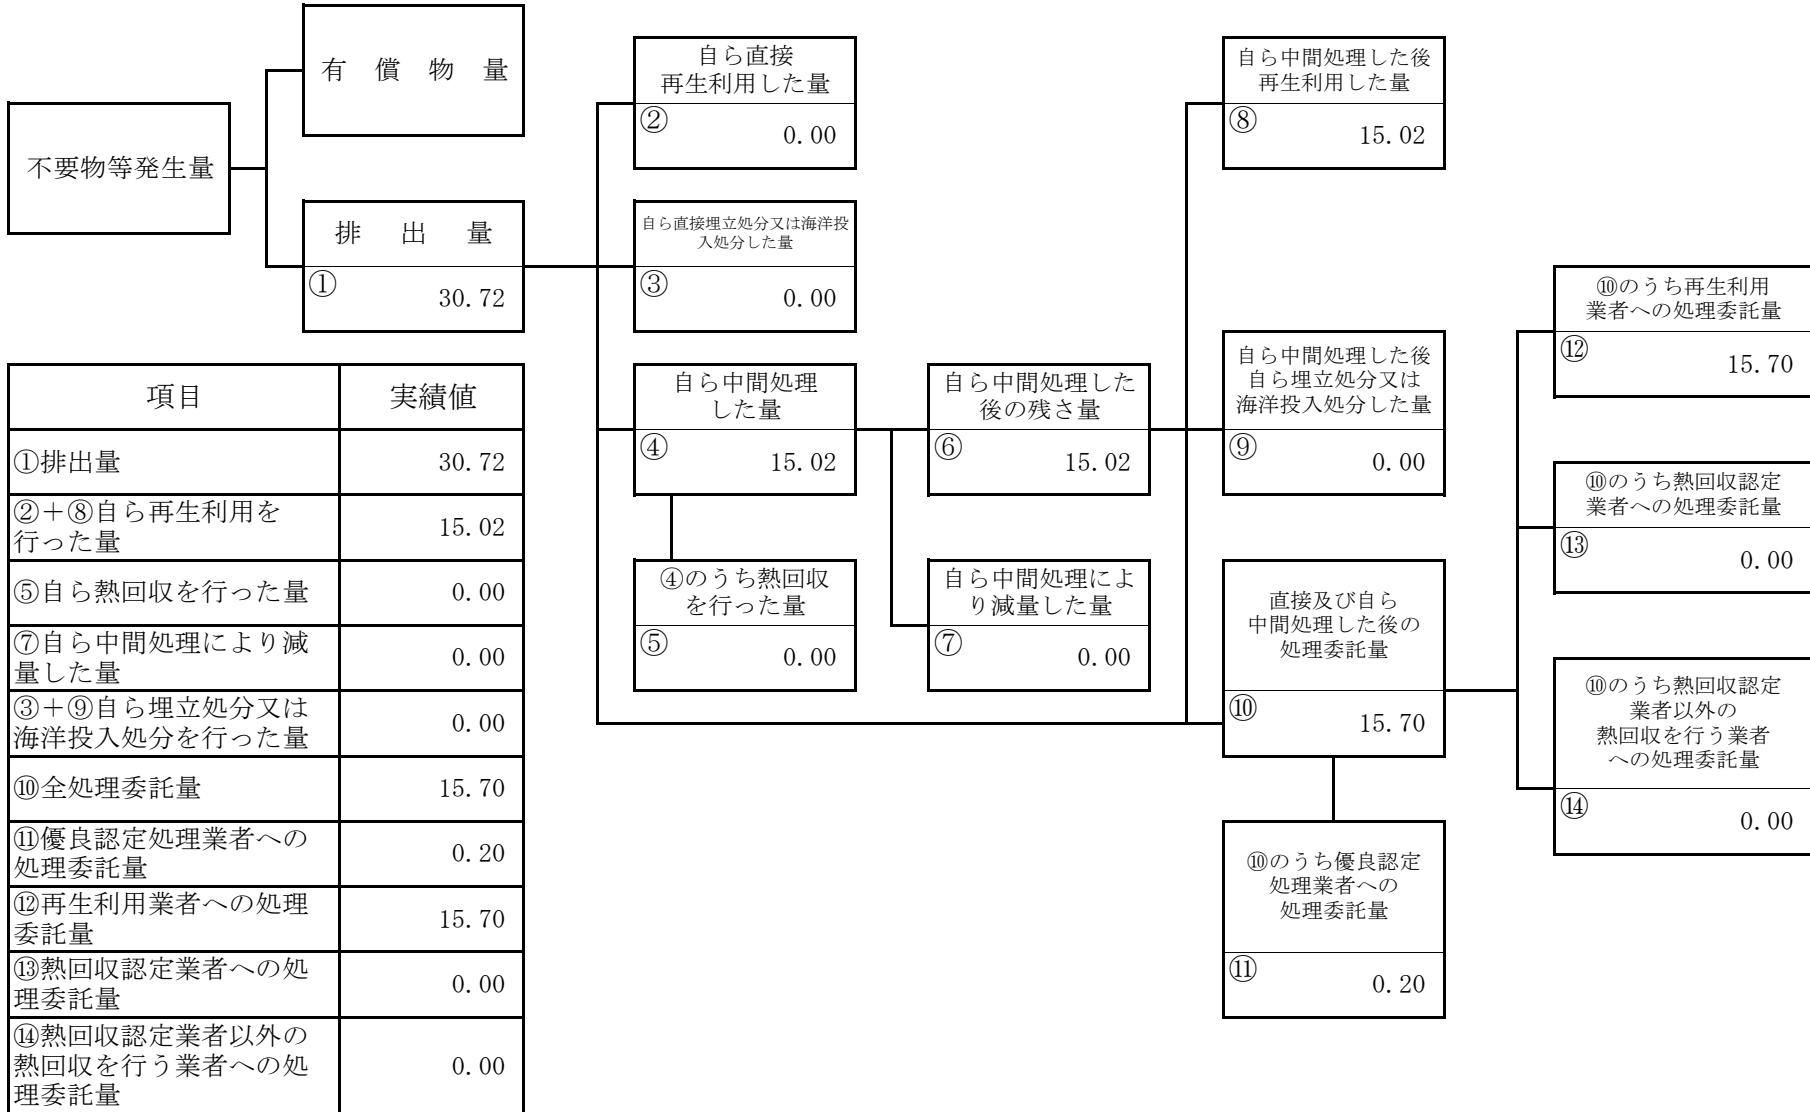 有償物量
不要物等発生量
排出量
①
30.72
自ら直接
再生利用した量
②
0.00
自ら直接埋立処分又は海洋投
入処分した量
③
0.00
自ら中間処理
した量
④
15.02
④のうち熱回収
を行った量
⑤
0.00
自ら中間処理した
後の残さ量
⑥
15.02
自ら中間処理によ
り減量した量
⑦
0.00
自ら中間処理した後
再生利用した量
⑧
15.02
自ら中間処理した後
自ら埋立処分又は
海洋投入処分した量
⑨
0.00
直接及び自ら
中間処理した後の
処理委託量
⑩
15.70
⑩のうち優良認定
処理業者への
処理委託量
⑪
0.20
⑩のうち再生利用
業者への処理委託量
⑫
15.70
⑩のうち熱回収認定
業者への処理委託量
⑬
0.00
⑩のうち熱回収認定
業者以外の
熱回収を行う業者
への処理委託量
⑭
0.00
項目 実績値
①排出量 30.72
②+⑧自ら再生利用を
行った量 15.02
⑤自ら熱回収を行った量 0.00
⑦自ら中間処理により減
量した量 0.00
③+⑨自ら埋立処分又は
海洋投入処分を行った量 0.00
⑩全処理委託量 15.70
⑪優良認定処理業者への
処理委託量 0.20
⑫再生利用業者への処理
委託量 15.70
⑬熱回収認定業者への処
理委託量 0.00
⑭熱回収認定業者以外の
熱回収を行う業者への処
理委託量 0.00